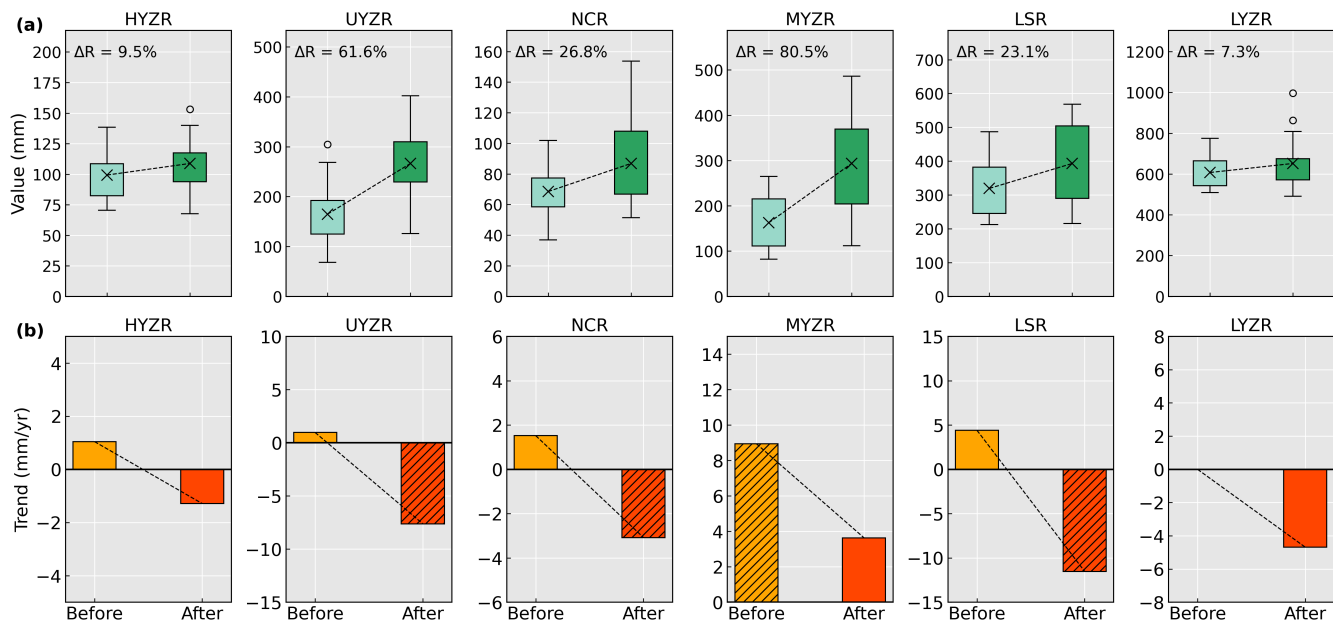 (a)
HYZR UYZR NCR MYZR LSR LYZR
Value (mm)
ΔR = 9.5% ΔR = 61.6% ΔR = 26.8% ΔR = 80.5% ΔR = 23.1% ΔR = 7.3%
200 175 150 125 100 75 50 25 0
500 400 300 200 100 0
160 140 120 100 80 60 40 20 0
500 400 300 200 100 0
700 600 500 400 300 200 100 0
1200 1000 800 600 400 200 0
(b)
HYZR UYZR NCR MYZR LSR LYZR
Trend (mm/yr)
4 2 0 −2 −4
10 5 0 −5 −10 −15
6 4 2 0 −2 −4 −6
14 12 10 8 6 4 2 0
15 10 5 0 −5 −10 −15
8 6 4 2 0 −2 −4 −6 −8
Before After Before After Before After Before After Before After Before After